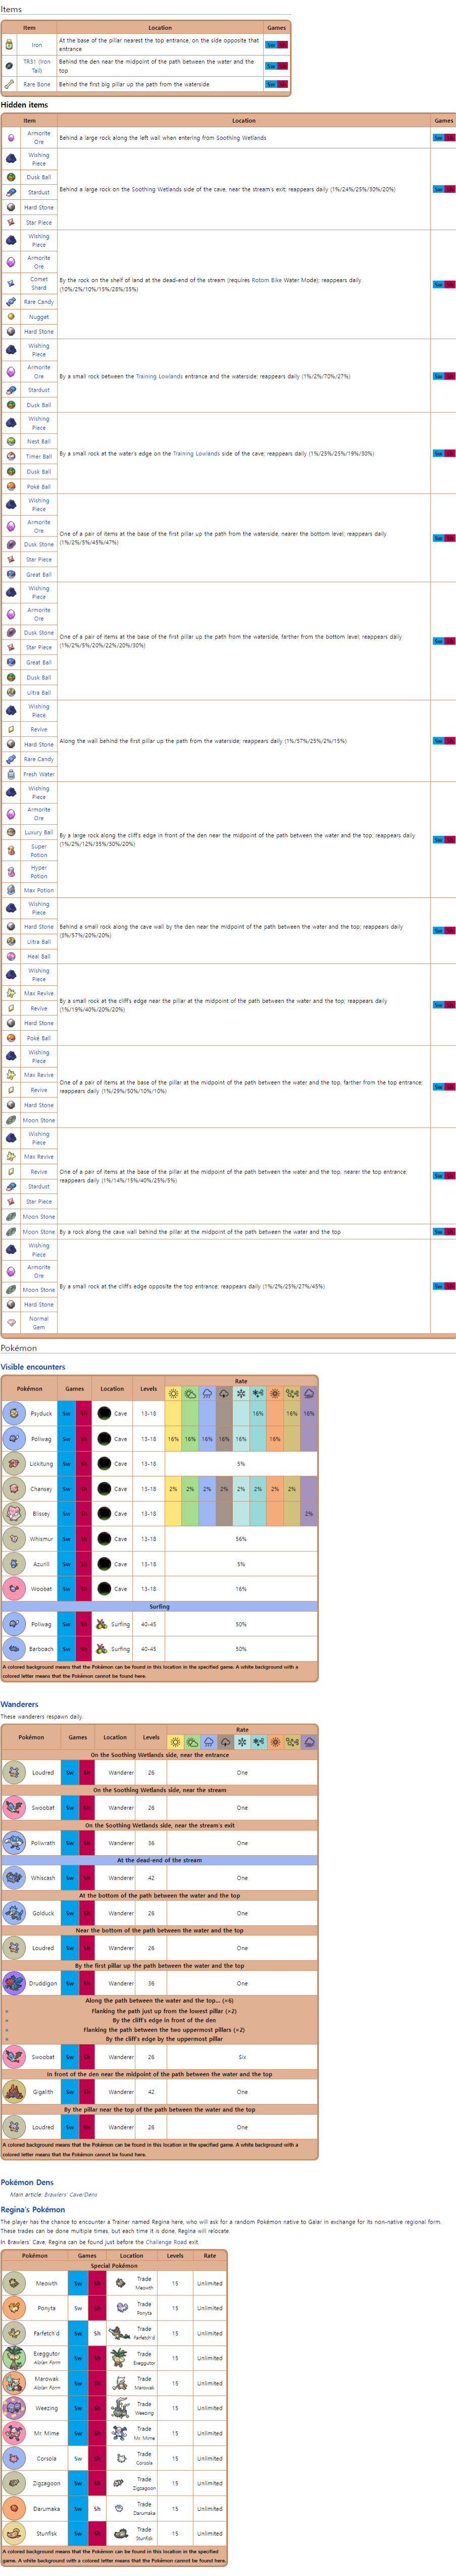 Items
Item Location Games
Iron At the base of the pillar nearest the top entrance, on the side opposite that entrance Sw Sh
TR31 (Iron Tail) Behind the den near the midpoint of the path between the water and the top Sw Sh
Rare Bone Behind the first big pillar up the path from the waterside Sw Sh
Hidden items
Item Location Games
Armorite Ore Behind a large rock along the left wall when entering from Soothing Wetlands Sw Sh
Wishing Piece
Dusk Ball
Stardust
Hard Stone
Star Piece
Behind a large rock on the Soothing Wetlands side of the cave, near the stream's exit; reappears daily (1%/24%/25%/30%/20%) Sw Sh
Wishing Piece
Armorite Ore
Comet Shard
Rare Candy
Nugget
Hard Stone
By the rock on the shelf of land at the dead-end of the stream (requires Rotom Bike Water Mode); reappears daily
(10%/2%/10%/15%/28%/35%) Sw Sh
Wishing Piece
Armorite Ore
Stardust
Dusk Ball
By a small rock between the Training Lowlands entrance and the waterside; reappears daily (1%/2%/70%/27%) Sw Sh
Wishing Piece
Nest Ball
Timer Ball
Dusk Ball
Poké Ball
By a small rock at the water's edge on the Training Lowlands side of the cave; reappears daily (1%/25%/25%/19%/30%) Sw Sh
Wishing Piece
Armorite Ore
Dusk Stone
Star Piece
Great Ball
One of a pair of items at the base of the first pillar up the path from the waterside, nearer the bottom level; reappears daily
(1%/2%/5%/45%/47%) Sw Sh
Wishing Piece
Armorite Ore
Dusk Stone
Star Piece
Great Ball
Dusk Ball
Ultra Ball
One of a pair of items at the base of the first pillar up the path from the waterside, farther from the bottom level; reappears daily
(1%/2%/5%/20%/22%/20%/30%) Sw Sh
Wishing Piece
Revive
Hard Stone
Rare Candy
Fresh Water
Along the wall behind the first pillar up the path from the waterside; reappears daily (1%/57%/25%/2%/15%) Sw Sh
Wishing Piece
Armorite Ore
Luxury Ball
Super Potion
Hyper Potion
Max Potion
By a large rock along the cliff's edge in front of the den near the midpoint of the path between the water and the top; reappears daily
(1%/2%/12%/35%/30%/20%) Sw Sh
Wishing Piece
Hard Stone
Ultra Ball
Heal Ball
Behind a small rock along the cave wall by the den near the midpoint of the path between the water and the top; reappears daily
(3%/57%/20%/20%) Sw Sh
Wishing Piece
Max Revive
Revive
Hard Stone
Poké Ball
By a small rock at the cliff's edge near the pillar at the midpoint of the path between the water and the top; reappears daily
(1%/19%/40%/20%/20%) Sw Sh
Wishing Piece
Max Revive
Revive
Hard Stone
Moon Stone
One of a pair of items at the base of the pillar at the midpoint of the path between the water and the top, farther from the top entrance;
reappears daily (1%/29%/50%/10%/10%) Sw Sh
Wishing Piece
Max Revive
Revive
Stardust
Star Piece
Moon Stone
One of a pair of items at the base of the pillar at the midpoint of the path between the water and the top, nearer the top entrance;
reappears daily (1%/14%/15%/40%/25%/5%) Sw Sh
Moon Stone By a rock along the cave wall behind the pillar at the midpoint of the path between the water and the top Sw Sh
Wishing Piece
Armorite Ore
Moon Stone
Hard Stone
Normal Gem
By a small rock at the cliff's edge opposite the top entrance; reappears daily (1%/2%/25%/27%/45%) Sw Sh
Pokémon
Visible encounters
Pokémon Games Location Levels Rate
Psyduck Sw Sh Cave 13-18 16% 16% 16%
Poliwag Sw Sh Cave 13-18 16% 16% 16% 16% 16% 16%
Lickitung Sw Sh Cave 13-18 5%
Chansey Sw Sh Cave 13-18 2% 2% 2% 2% 2% 2% 2% 2%
Blissey Sw Sh Cave 13-18 2%
Whismur Sw Sh Cave 13-18 56%
Azurill Sw Sh Cave 13-18 5%
Woobat Sw Sh Cave 13-18 16%
Surfing
Poliwag Sw Sh Surfing 40-45 50%
Barboach Sw Sh Surfing 40-45 50%
A colored background means that the Pokémon can be found in this location in the specified game. A white background with a
colored letter means that the Pokémon cannot be found here.
Wanderers
These wanderers respawn daily.
Pokémon Games Location Levels Rate
On the Soothing Wetlands side, near the entrance
Loudred Sw Sh Wanderer 26 One
On the Soothing Wetlands side, near the stream
Swoobat Sw Sh Wanderer 26 One
On the Soothing Wetlands side, near the stream's exit
Poliwrath Sw Sh Wanderer 36 One
At the dead-end of the stream
Whiscash Sw Sh Wanderer 42 One
At the bottom of the path between the water and the top
Golduck Sw Sh Wanderer 26 One
Near the bottom of the path between the water and the top
Loudred Sw Sh Wanderer 26 One
By the first pillar up the path between the water and the top
Druddigon Sw Sh Wanderer 36 One
Along the path between the water and the top... (×6)
Flanking the path just up from the lowest pillar (×2)
By the cliff's edge in front of the den
Flanking the path between the two uppermost pillars (×2)
By the cliff's edge by the uppermost pillar
Swoobat Sw Sh Wanderer 26 Six
In front of the den near the midpoint of the path between the water and the top
Gigalith Sw Sh Wanderer 42 One
By the pillar near the top of the path between the water and the top
Loudred Sw Sh Wanderer 26 One
A colored background means that the Pokémon can be found in this location in the specified game. A white background with a
colored letter means that the Pokémon cannot be found here.
Pokémon Dens
Main article: Brawlers' Cave/Dens
Regina's Pokémon
The player has the chance to encounter a Trainer named Regina here, who will ask for a random Pokémon native to Galar in exchange for its non-native regional form.
These trades can be done multiple times, but each time it is done, Regina will relocate.
In Brawlers' Cave, Regina can be found just before the Challenge Road exit.
Pokémon Games Location Levels Rate
Special Pokémon
Meowth Sw Sh Trade Meowth 15 Unlimited
Ponyta Sw Sh Trade Ponyta 15 Unlimited
Farfetch'd Sw Sh Trade Farfetch'd 15 Unlimited
Exeggutor Alolan Form Sw Sh Trade Exeggutor 15 Unlimited
Marowak Alolan Form Sw Sh Trade Marowak 15 Unlimited
Weezing Sw Sh Trade Weezing 15 Unlimited
Mr. Mime Sw Sh Trade Mr. Mime 15 Unlimited
Corsola Sw Sh Trade Corsola 15 Unlimited
Zigzagoon Sw Sh Trade Zigzagoon 15 Unlimited
Darumaka Sw Sh Trade Darumaka 15 Unlimited
Stunfisk Sw Sh Trade Stunfisk 15 Unlimited
A colored background means that the Pokémon can be found in this location in the specified
game. A white background with a colored letter means that the Pokémon cannot be found here.